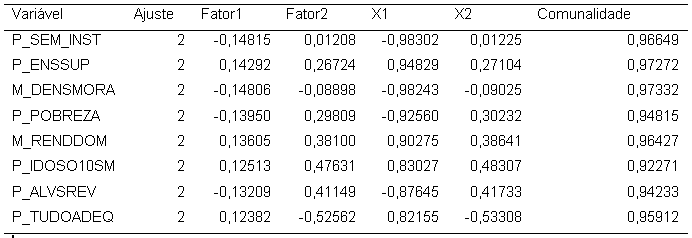 Variável Ajuste Fator1 Fator2 X1 X2 Comunalidade
P_SEM_INST 2 -0,14815 0,01208 -0,98302 0,01225 0,96649
P_ENSSUP 2 0,14292 0,26724 0,94829 0,27104 0,97272
M_DENSMORA 2 -0,14806 -0,08898 -0,98243 -0,09025 0,97332
P_POBREZA 2 -0,13950 0,29809 -0,92560 0,30232 0,94815
M_RENDDOM 2 0,13605 0,38100 0,90275 0,38641 0,96427
P_IDOSO10SM 2 0,12513 0,47631 0,83027 0,48307 0,92271
P_ALVSREV 2 -0,13209 0,41149 -0,87645 0,41733 0,94233
P_TUDOADEQ 2 0,12382 -0,52562 0,82155 -0,53308 0,95912